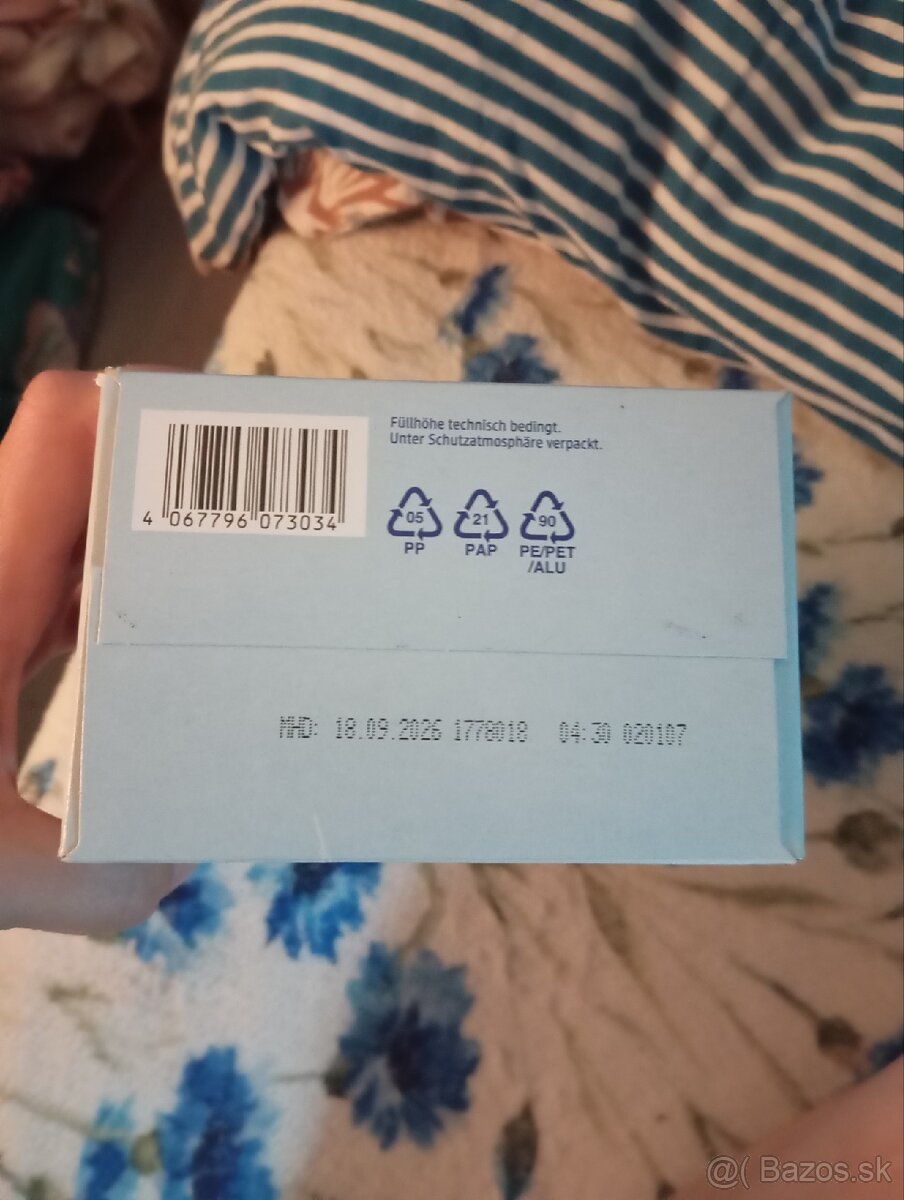 Füllhöhe technisch bedingt.
Unter Schutzatmosphäre verpackt.
4 067796 073034
05
PP
21
PAP
90
PE/PET
/ALU
MHD: 18.09.2026 1778018 04:30 020107
@( Bazos.sk